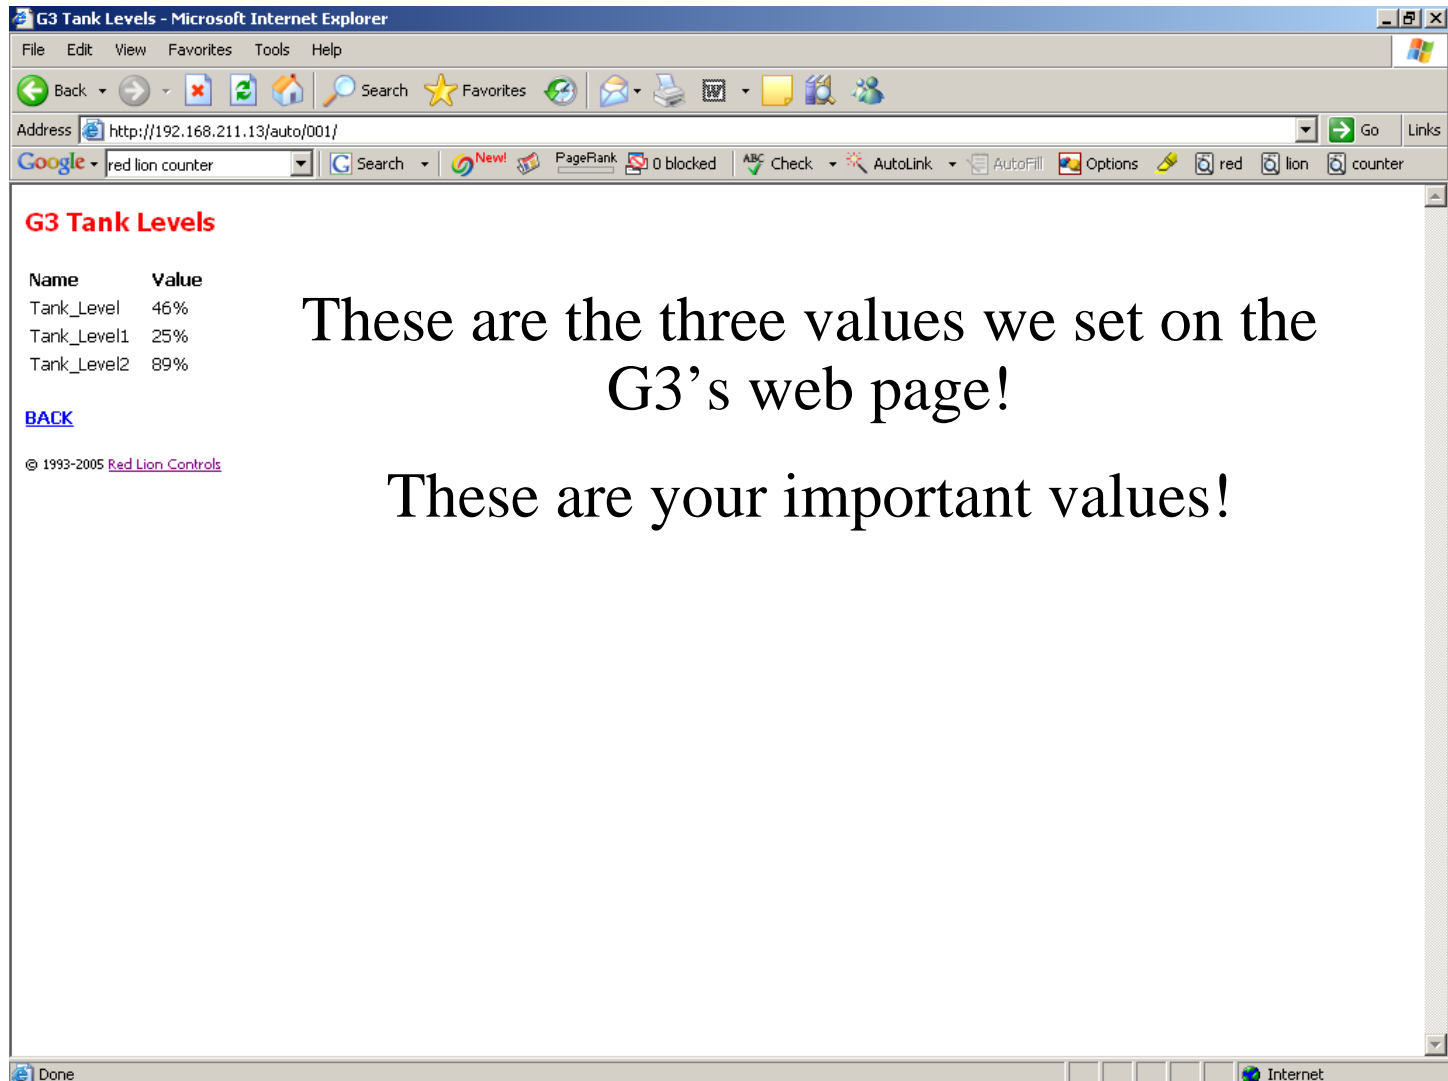 G3 Tank Levels - Microsoft Internet Explorer
File Edit View Favorites Tools Help
Back Search Favorites
Address http://192.168.211.13/auto/001/ Go Links
Google red lion counter G Search New! PageRank 0 blocked ABC Check AutoLink AutoFill Options red lion counter
G3 Tank Levels
Name Value
Tank_Level 46%
Tank_Level1 25%
Tank_Level2 89%
BACK
© 1993-2005 Red Lion Controls
These are the three values we set on the
G3’s web page!
These are your important values!
Done Internet